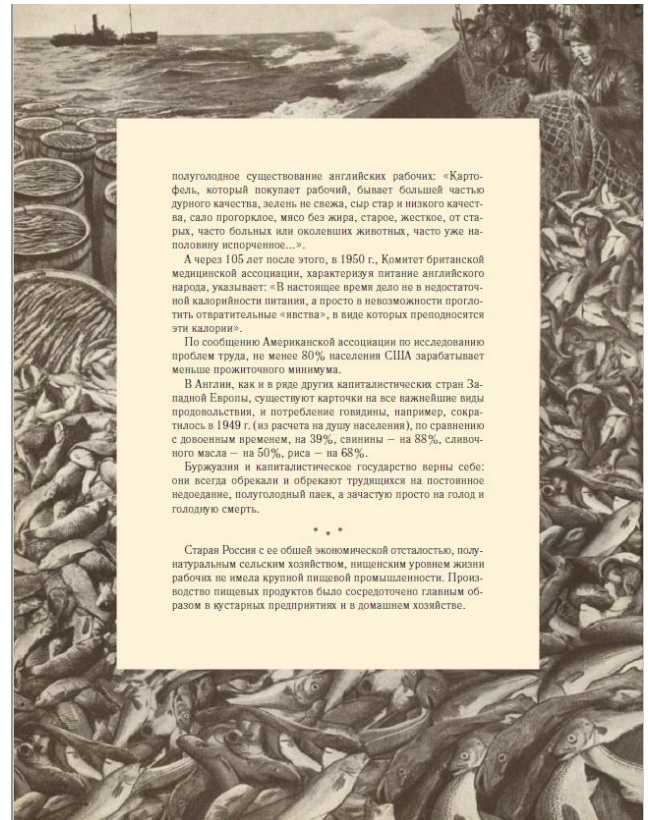 полуголодное существование английских рабочих: «Карто-
фель, который покупает рабочий, бывает большей частью
дурного качества, зелень не свежа, сыр стар и низкого качест-
ва, сало прогорклое, мясо без жира, старое, жесткое, от ста-
рых, часто больных или околевших животных, часто уже на-
половину испорченное...».
А через 105 лет после этого, в 1950 г., Комитет британской
медицинской ассоциации, характеризуя питание английского
народа, указывает: «В настоящее время дело не в недостаточ-
ной калорийности питания, а просто в невозможности прогло-
тить отвратительные «явства», в виде которых преподносятся
эти калории».
По сообщению Американской ассоциации по исследованию
проблем труда, не менее 80% населения США зарабатывает
меньше прожиточного минимума.
В Англии, как и в ряде других капиталистических стран За-
падной Европы, существуют карточки на все важнейшие виды
продовольствия, и потребление говядины, например, сокра-
тилось в 1949 г. (из расчета на душу населения), по сравнению
с довоенным временем, на 39%, свинины — на 88%, сливоч-
ного масла — на 50%, риса — на 68%.
Буржуазия и капиталистическое государство верны себе:
они всегда обрекали и обрекают трудящихся на постоянное
недоедание, полуголодный паек, а зачастую просто на голод и
голодную смерть.
* * *
Старая Россия с ее обшей экономической отсталостью, полу-
натуральным сельским хозяйством, нищенским уровнем жизни
рабочих не имела крупной пищевой промышленности. Произ-
водство пищевых продуктов было сосредоточено главным об-
разом в кустарных предприятиях и в домашнем хозяйстве.